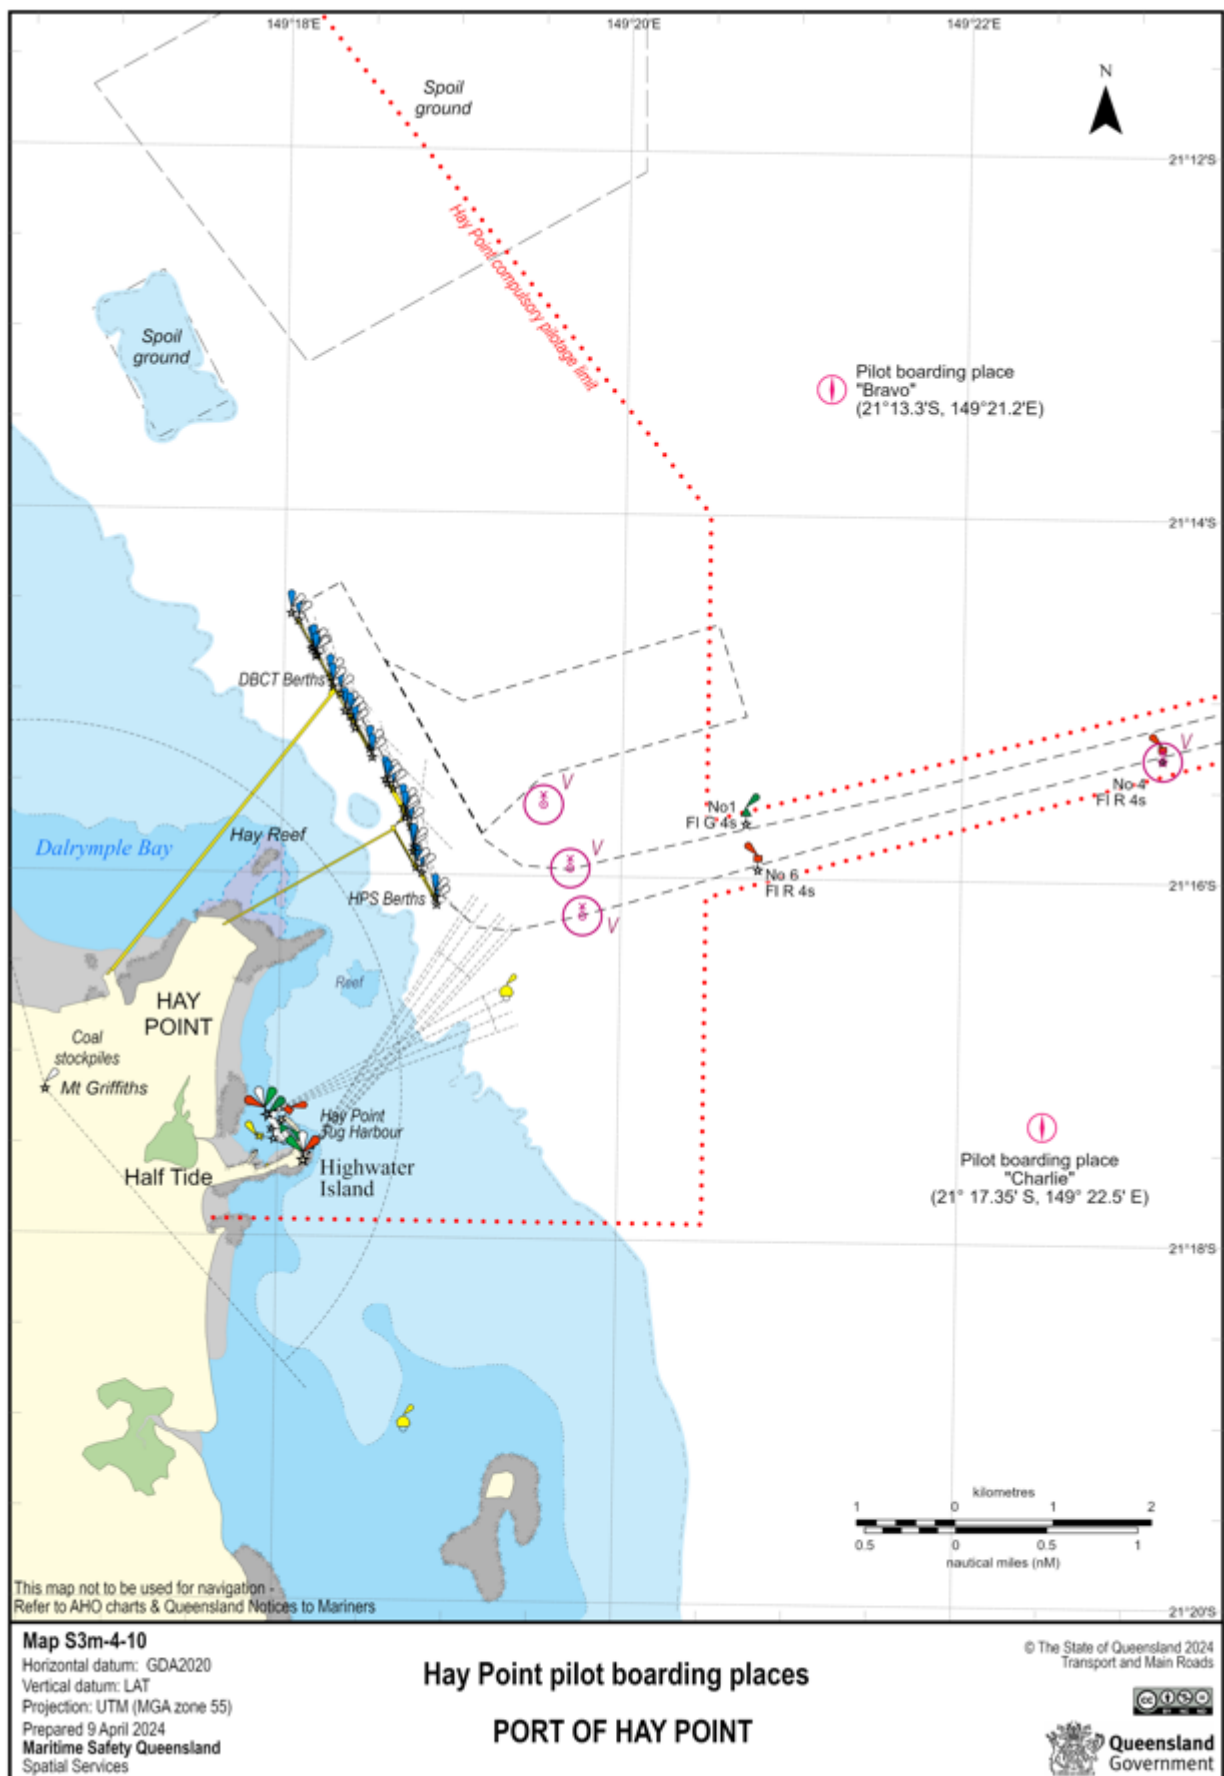 149°18'E
149°20'E
149°22'E
N
Spoil
ground
21°12'S
Hay Point compulsory pilotage limit
Spoil
ground
Pilot boarding place
"Bravo"
(21°13.3'S, 149°21.2'E)
21°14'S
DBCT Berths
V
V
No1
Fl G 4s
No 4
Fl R 4s
Hay Reef
Dalrymple Bay
V
No 6
Fl R 4s
21°16'S
HPS Berths
V
Reef
HAY
POINT
Coal
stockpiles
Mt Griffiths
Hay Point
Tug Harbour
Half Tide
Highwater
Island
Pilot boarding place
"Charlie"
(21° 17.35' S, 149° 22.5' E)
21°18'S
kilometres
1 0 1 2
0.5 0 0.5 1
nautical miles (nM)
This map not to be used for navigation -
Refer to AHO charts & Queensland Notices to Mariners
21°20'S
Map S3m-4-10
Horizontal datum: GDA2020
Vertical datum: LAT
Projection: UTM (MGA zone 55)
Prepared 9 April 2024
Maritime Safety Queensland
Spatial Services
Hay Point pilot boarding places
PORT OF HAY POINT
© The State of Queensland 2024
Transport and Main Roads
cc
BY NC ND
Queensland
Government